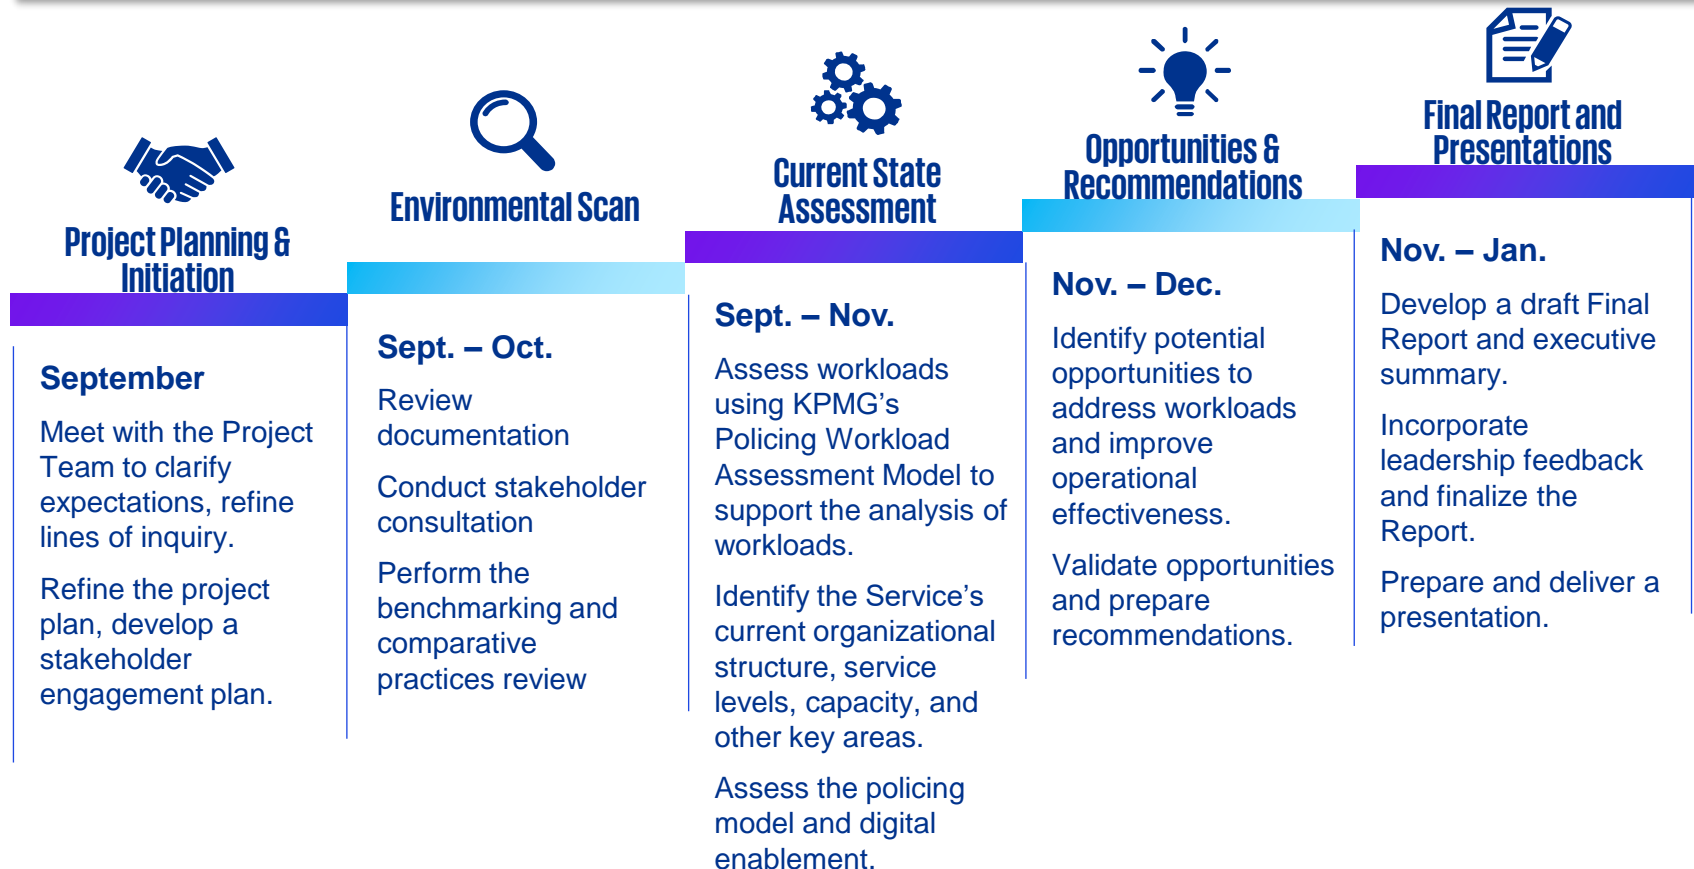 Project Planning &
Initiation
September
Meet with the Project
Team to clarify
expectations, refine
lines of inquiry.
Refine the project
plan, develop a
stakeholder
engagement plan.
Environmental Scan
Sept. – Oct.
Review
documentation
Conduct stakeholder
consultation
Perform the
benchmarking and
comparative
practices review
Current State
Assessment
Sept. – Nov.
Assess workloads
using KPMG's
Policing Workload
Assessment Model to
support the analysis of
workloads.
Identify the Service's
current organizational
structure, service
levels, capacity, and
other key areas.
Assess the policing
model and digital
enablement.
Opportunities &
Recommendations
Nov. – Dec.
Identify potential
opportunities to
address workloads
and improve
operational
effectiveness.
Validate opportunities
and prepare
recommendations.
Final Report and
Presentations
Nov. – Jan.
Develop a draft Final
Report and executive
summary.
Incorporate
leadership feedback
and finalize the
Report.
Prepare and deliver a
presentation.